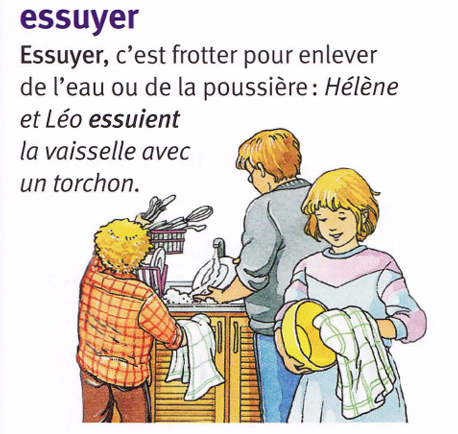 essuyer
Essuyer, c'est frotter pour enlever
de l'eau ou de la poussière : Hélène
et Léo essuient
la vaisselle avec
un torchon.